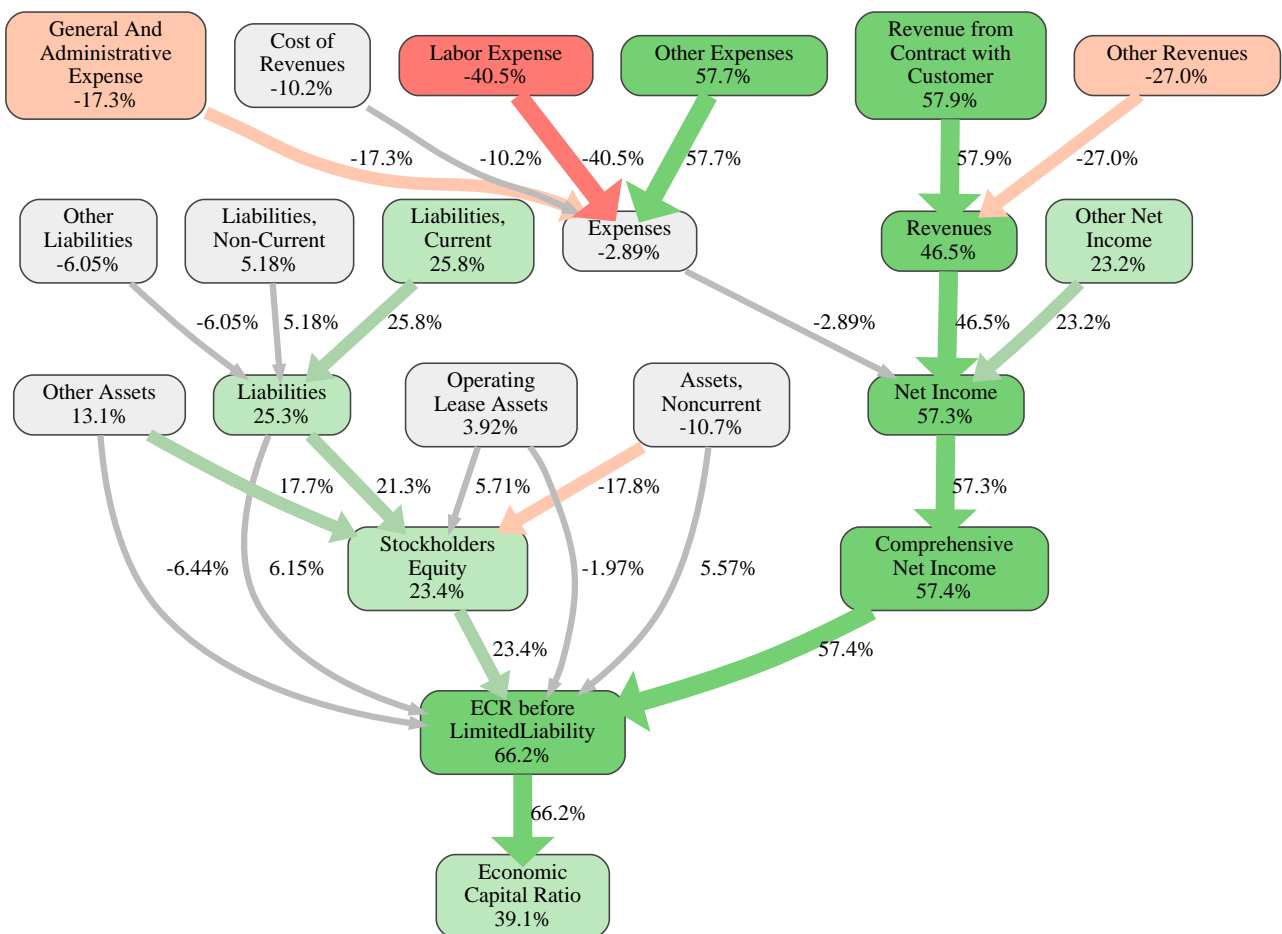 General And
Administrative
Expense
-17.3%
Cost of
Revenues
-10.2%
Labor Expense
-40.5%
Other Expenses
57.7%
Revenue from
Contract with
Customer
57.9%
Other Revenues
-27.0%
-17.3%
-10.2%
-40.5%
57.7%
57.9%
-27.0%
Other
Liabilities
-6.05%
Liabilities,
Non-Current
5.18%
Liabilities,
Current
25.8%
Expenses
-2.89%
Revenues
46.5%
Other Net
Income
23.2%
-6.05%
5.18%
25.8%
-2.89%
46.5%
23.2%
Other Assets
13.1%
Liabilities
25.3%
Operating
Lease Assets
3.92%
Assets,
Noncurrent
-10.7%
Net Income
57.3%
17.7%
21.3%
5.71%
-17.8%
57.3%
Stockholders
Equity
23.4%
Comprehensive
Net Income
57.4%
-6.44%
6.15%
-1.97%
5.57%
23.4%
57.4%
ECR before
LimitedLiability
66.2%
66.2%
Economic
Capital Ratio
39.1%